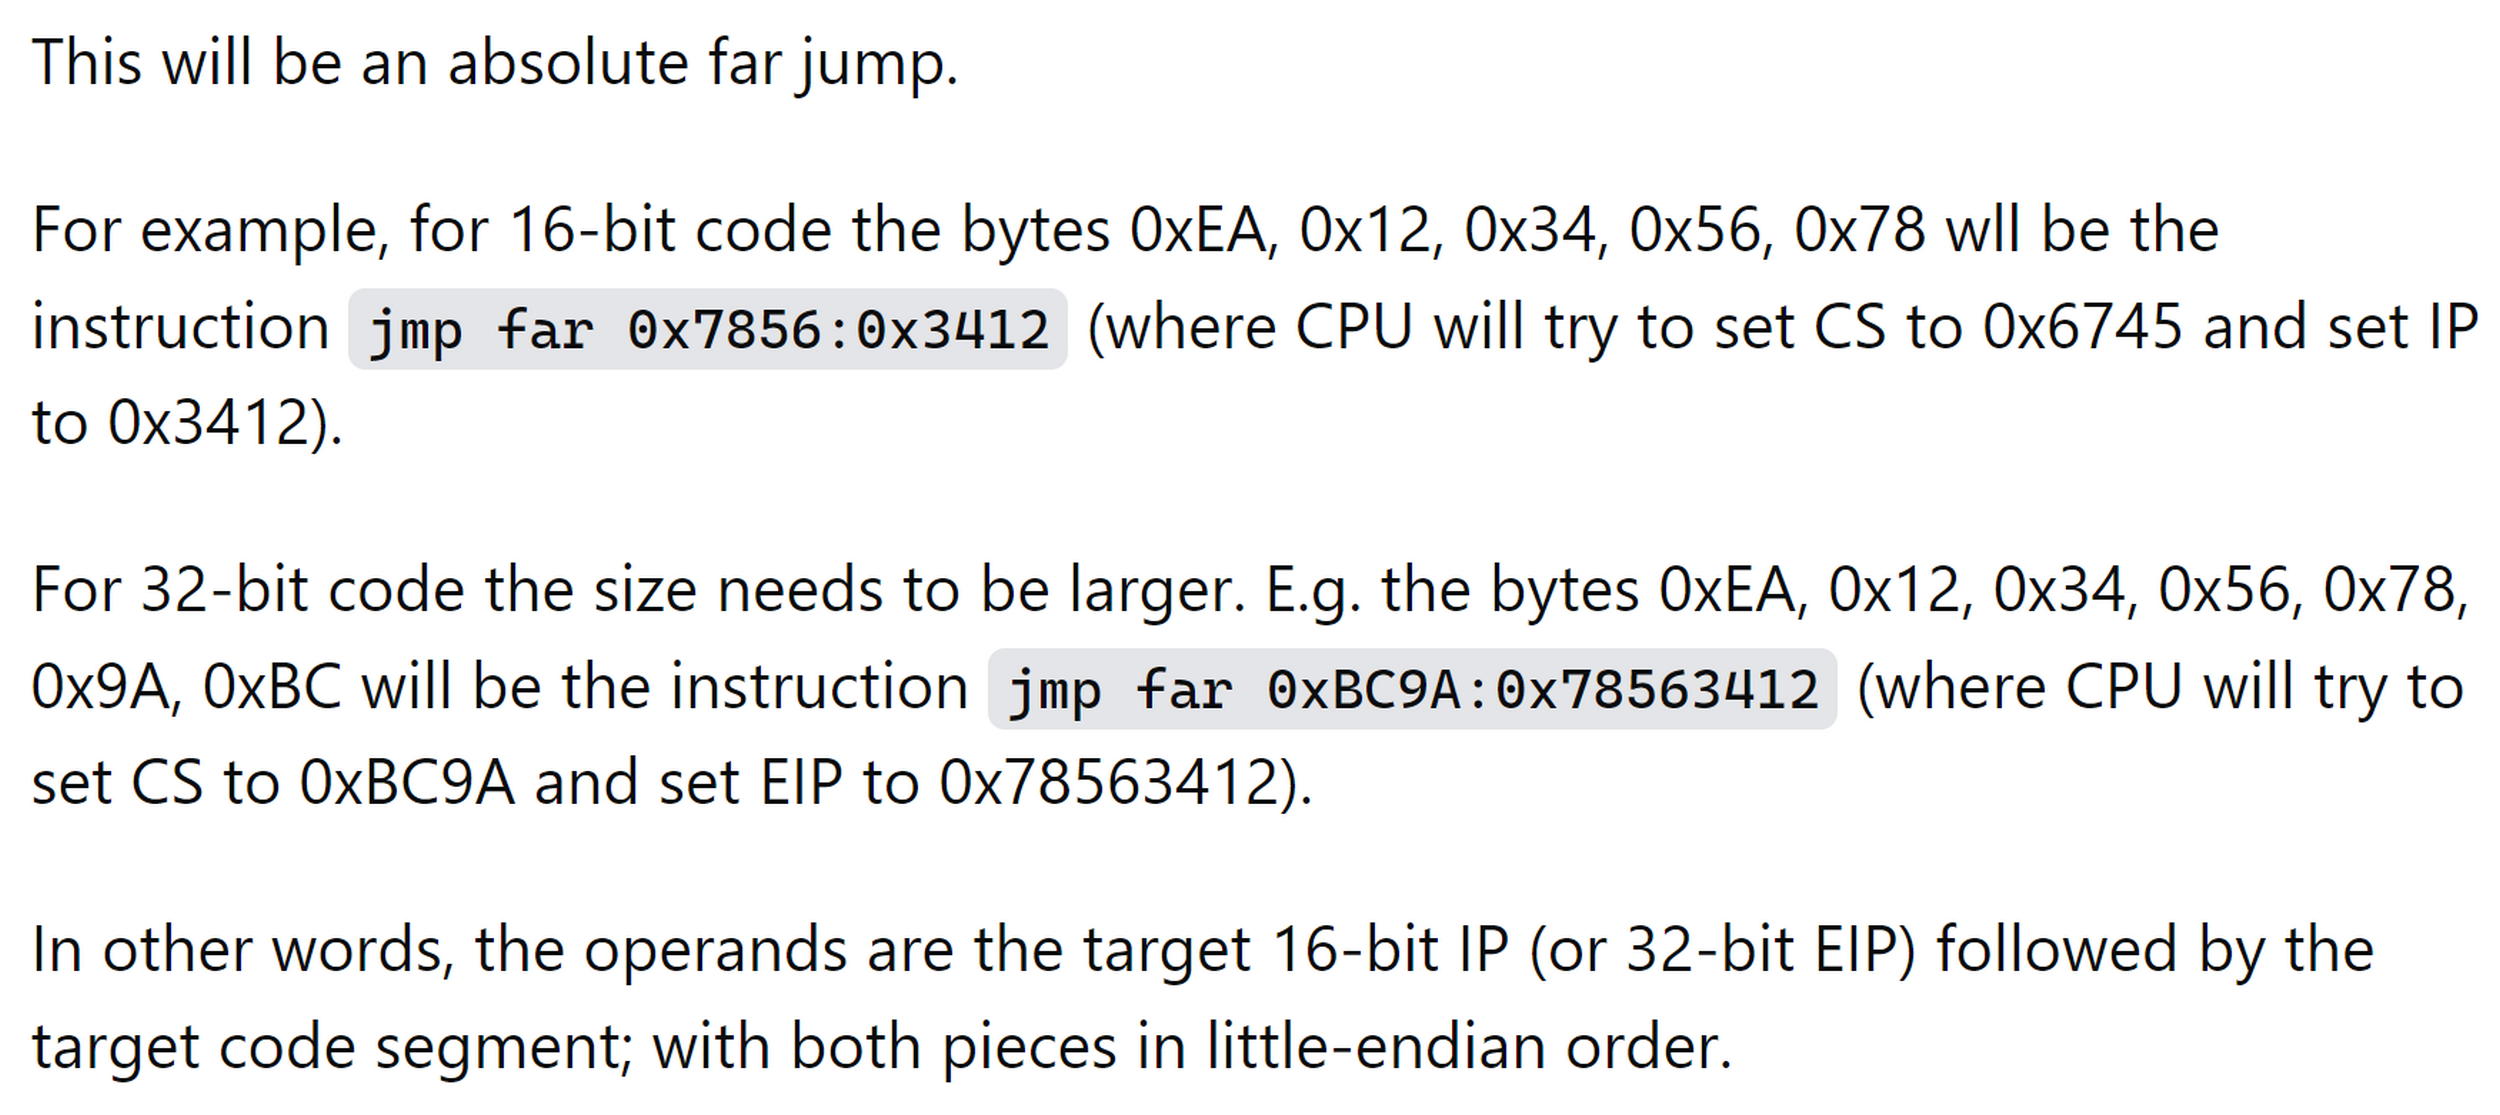 This will be an absolute far jump.
For example, for 16-bit code the bytes 0xEA, 0x12, 0x34, 0x56, 0x78 wll be the
instruction jmp far 0x7856:0x3412 (where CPU will try to set CS to 0x6745 and set IP
to 0x3412).
For 32-bit code the size needs to be larger. E.g. the bytes 0xEA, 0x12, 0x34, 0x56, 0x78,
0x9A, 0xBC will be the instruction jmp far 0xBC9A:0x78563412 (where CPU will try to
set CS to 0xBC9A and set EIP to 0x78563412).
In other words, the operands are the target 16-bit IP (or 32-bit EIP) followed by the
target code segment; with both pieces in little-endian order.